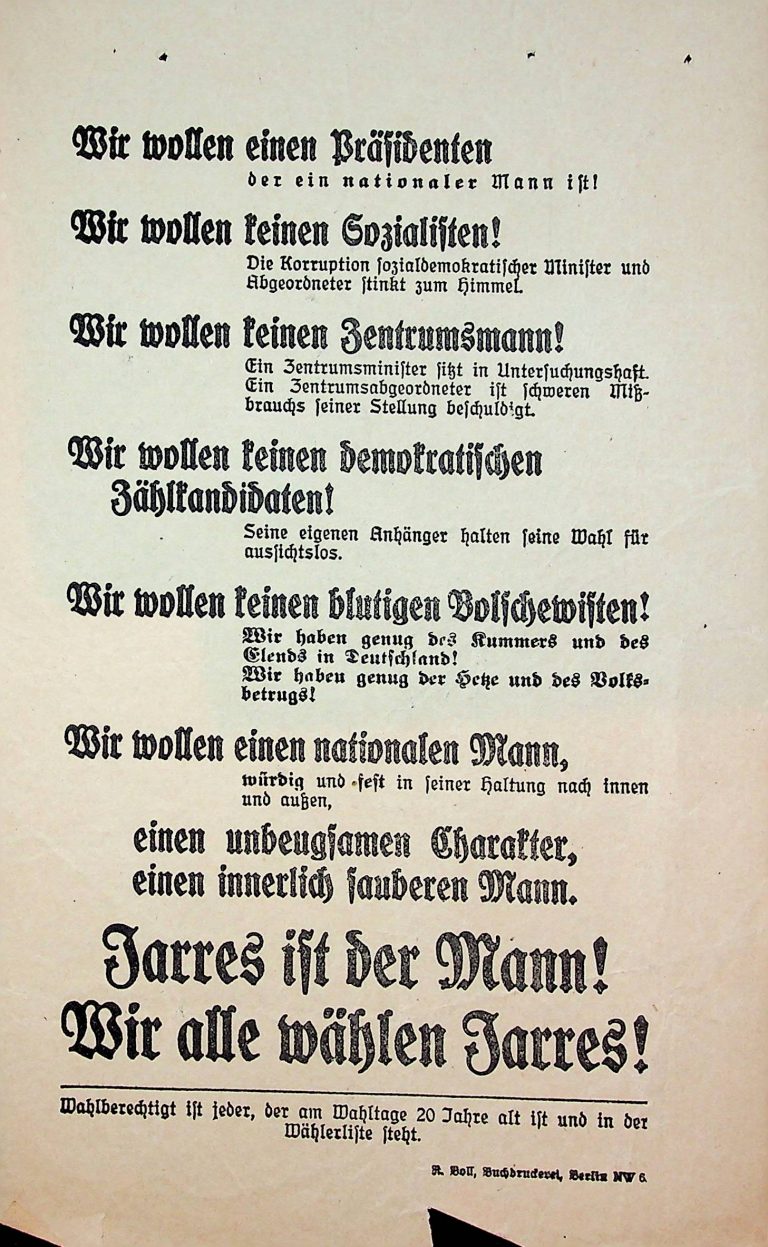 Wir wollen einen Präsidenten
der ein nationaler Mann ist!
Wir wollen keinen Sozialisten!
Die Korruption sozialdemokratischer Minister und
Abgeordneter stinkt zum Himmel.
Wir wollen keinen Zentrumsmann!
Ein Zentrumsminister sitzt in Untersuchungshaft.
Ein Zentrumsabgeordneter ist schweren Miß-
brauchs seiner Stellung beschuldigt.
Wir wollen keinen demokratischen
Zählkandidaten!
Seine eigenen Anhänger halten seine Wahl für
aussichtslos.
Wir wollen keinen blutigen Bolschewisten!
Wir haben genug des Kummers und des
Elends in Deutschland!
Wir haben genug der Hetze und des Volks-
betrugs!
Wir wollen einen nationalen Mann,
würdig und fest in seiner Haltung nach innen
und außen,
einen unbeugsamen Charakter,
einen innerlich sauberen Mann.
Jarres ist der Mann!
Wir alle wählen Jarres!
Wahlberechtigt ist jeder, der am Wahltage 20 Jahre alt ist und in der
Wählerliste steht.
R. Boll, Buchdruckerei, Berlin NW 6.